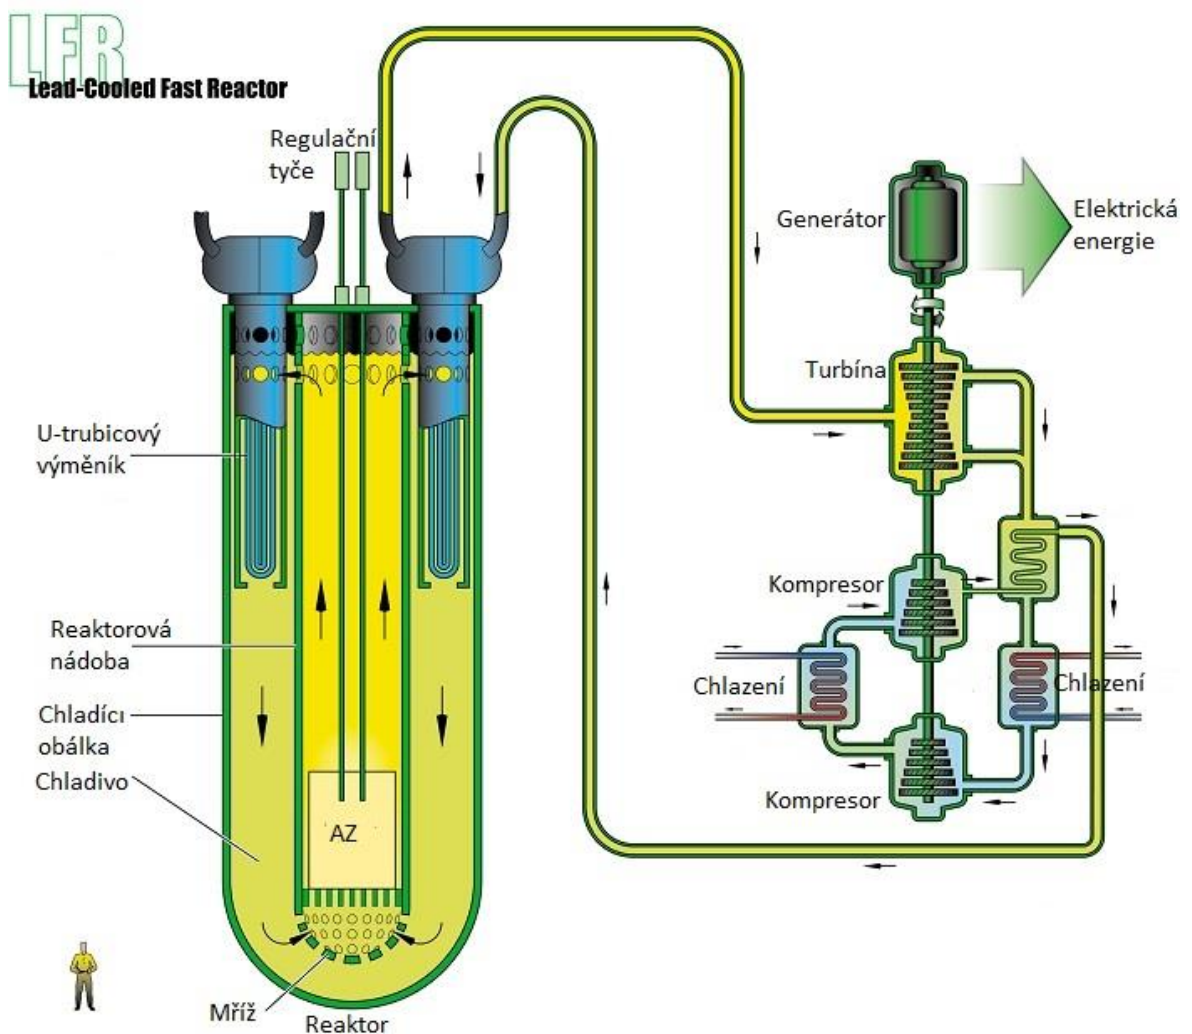 LFR
Lead-Cooled Fast Reactor
Regulační
tyče
Generátor
Elektrická
energie
Turbína
U-trubicový
výměník
Kompresor
Reaktorová
nádoba
Chlazení
Chlazení
Chladíci
obálka
Chladivo
Kompresor
AZ
Mříž
Reaktor